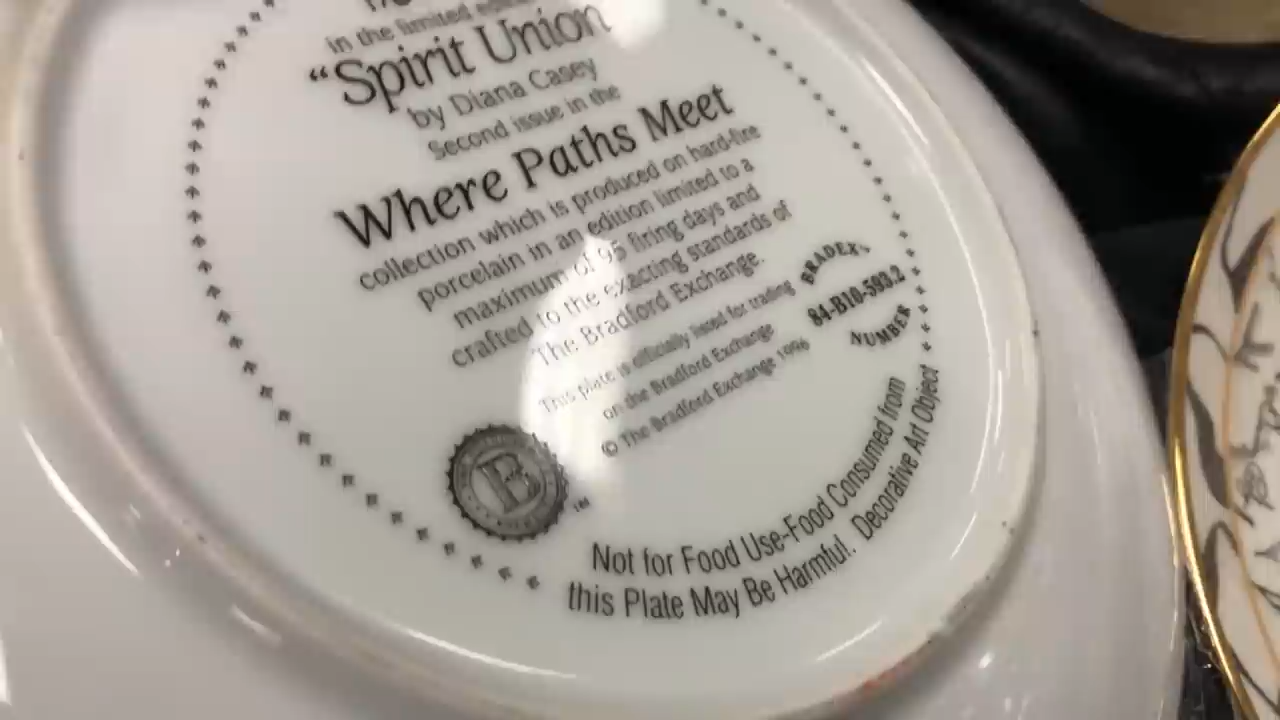 in the limited edition
"Spirit Union
by Diana Casey
Second issue in the
Where Paths Meet
collection which is produced on hard-fire
porcelain in an edition limited to a
maximum of 95 firing days and
crafted to the exacting standards of
The Bradford Exchange.
This plate is officially listed for trading
on the Bradford Exchange
© The Bradford Exchange 1996
BRADEX
84-B10-593.2
NUMBER
B
TM
Not for Food Use-Food Consumed from
this Plate May Be Harmful. Decorative Art Object